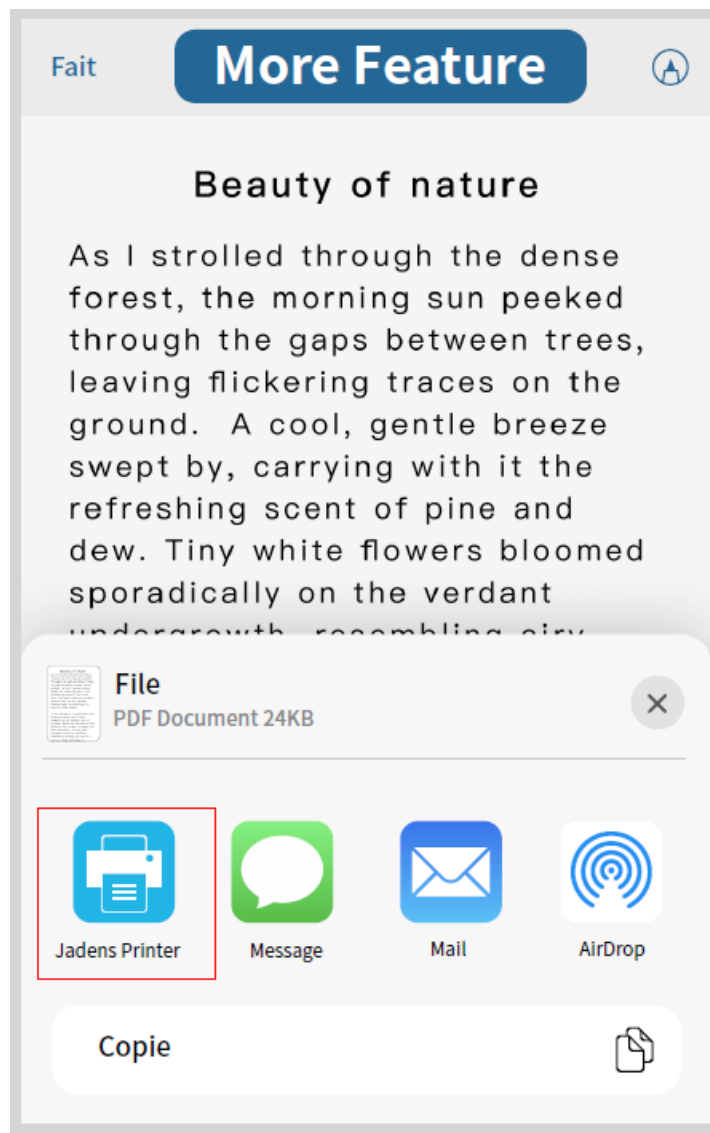 Fait
More Feature
Beauty of nature
As I strolled through the dense
forest, the morning sun peeked
through the gaps between trees,
leaving flickering traces on the
ground.  A cool, gentle breeze
swept by, carrying with it the
refreshing scent of pine and
dew. Tiny white flowers bloomed
sporadically on the verdant
undergrowth, resembling airy
File
PDF Document 24KB
Jadens Printer
Message
Mail
AirDrop
Copie